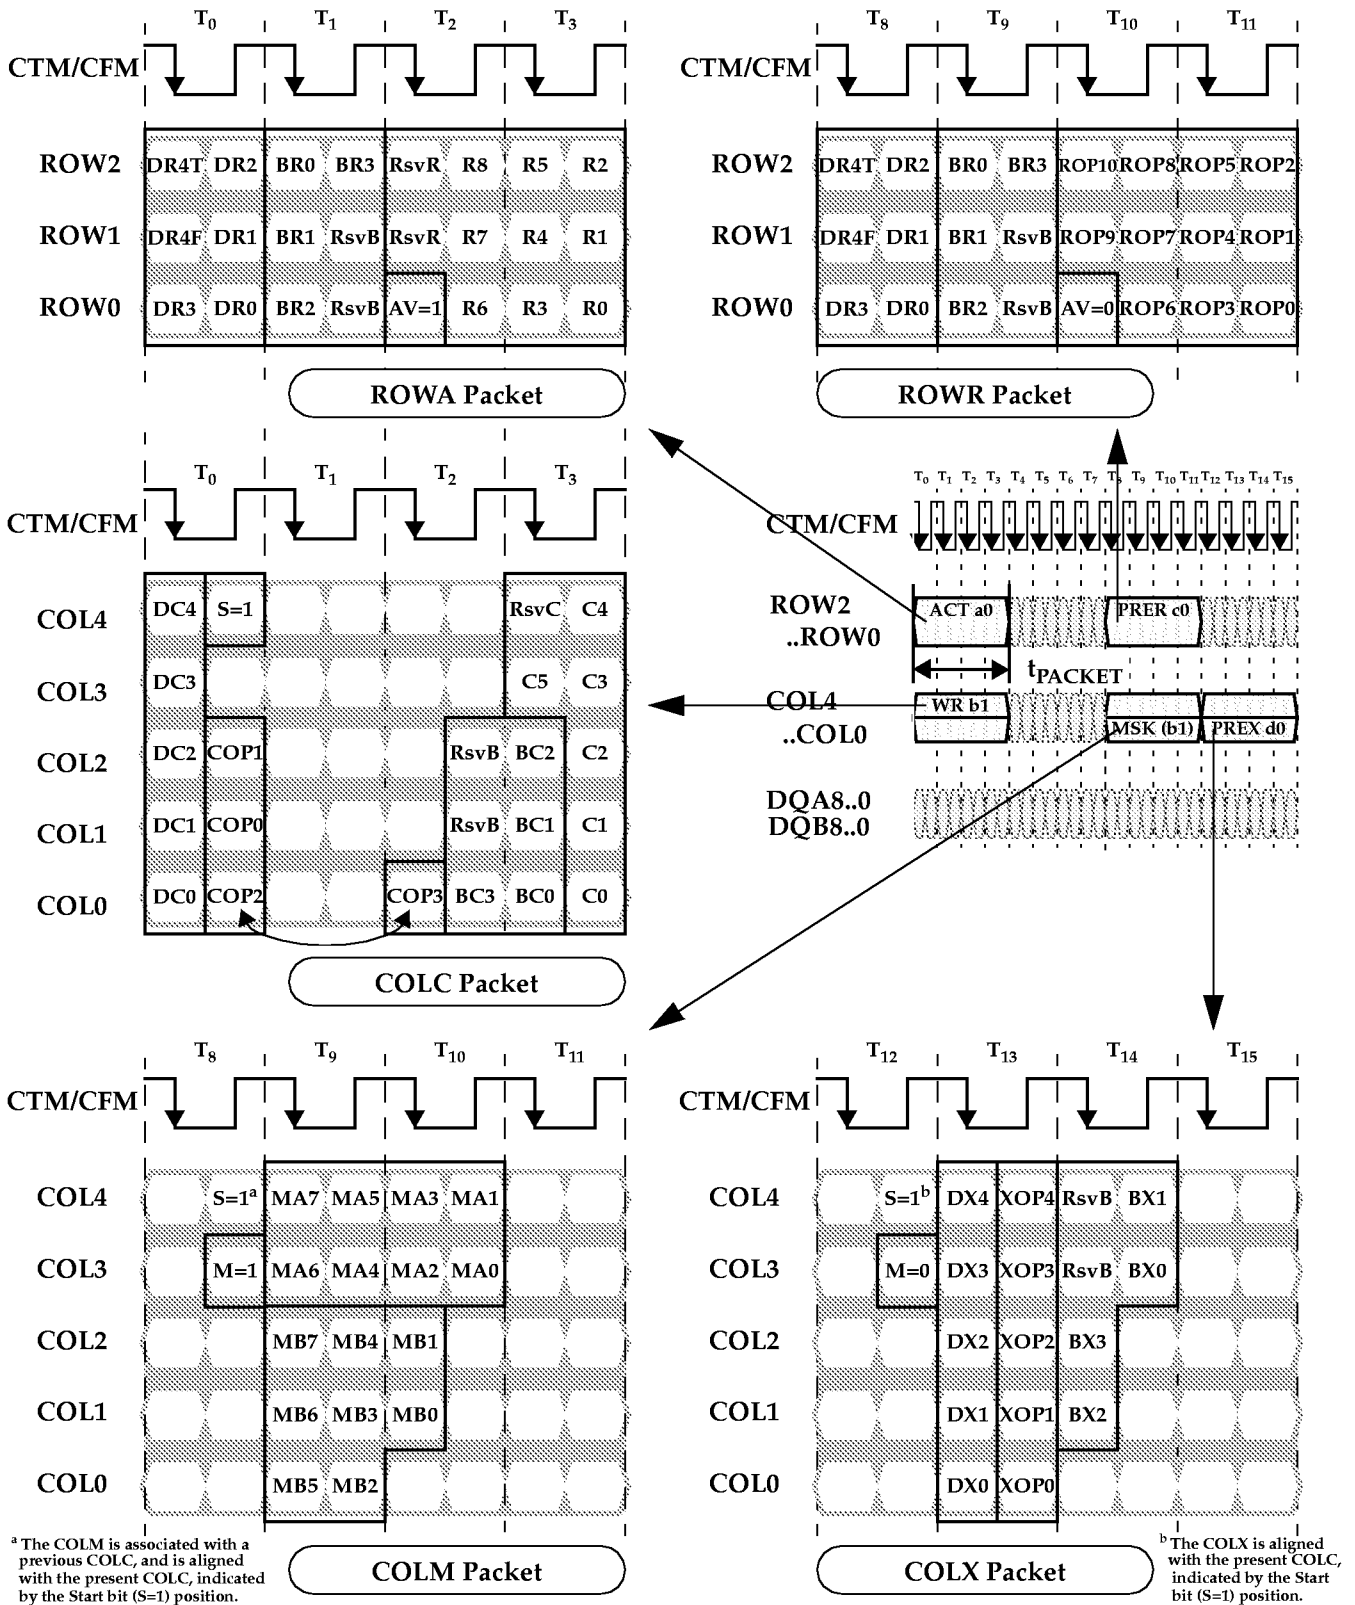 T0 T1 T2 T3
CTM/CFM
ROW2 DR4T DR2 BR0 BR3 RsvR R8 R5 R2
ROW1 DR4F DR1 BR1 RsvB RsvR R7 R4 R1
ROW0 DR3 DR0 BR2 RsvB AV=1 R6 R3 R0
ROWA Packet
T8 T9 T10 T11
CTM/CFM
ROW2 DR4T DR2 BR0 BR3 ROP10 ROP8 ROP5 ROP2
ROW1 DR4F DR1 BR1 RsvB ROP9 ROP7 ROP4 ROP1
ROW0 DR3 DR0 BR2 RsvB AV=0 ROP6 ROP3 ROP0
ROWR Packet
T0 T1 T2 T3
CTM/CFM
COL4 DC4 S=1 RsvC C4
COL3 DC3 C5 C3
COL2 DC2 COP1 RsvB BC2 C2
COL1 DC1 COP0 RsvB BC1 C1
COL0 DC0 COP2 COP3 BC3 BC0 C0
COLC Packet
T0 T1 T2 T3 T4 T5 T6 T7 T8 T9 T10 T11 T12 T13 T14 T15
CTM/CFM
ROW2 ACT a0 PRER c0
..ROW0
tPACKET
COL4 WR b1
..COL0 MSK (b1) PREX d0
DQA8..0
DQB8..0
T8 T9 T10 T11
CTM/CFM
COL4 S=1a MA7 MA5 MA3 MA1
COL3 M=1 MA6 MA4 MA2 MA0
COL2 MB7 MB4 MB1
COL1 MB6 MB3 MB0
COL0 MB5 MB2
a The COLM is associated with a
previous COLC, and is aligned
with the present COLC, indicated
by the Start bit (S=1) position.
COLM Packet
T12 T13 T14 T15
CTM/CFM
COL4 S=1b DX4 XOP4 RsvB BX1
COL3 M=0 DX3 XOP3 RsvB BX0
COL2 DX2 XOP2 BX3
COL1 DX1 XOP1 BX2
COL0 DX0 XOP0
COLX Packet
b The COLX is aligned
with the present COLC,
indicated by the Start
bit (S=1) position.